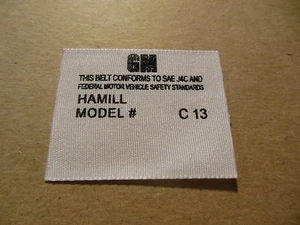 GM
THIS BELT CONFORMS TO SAE J4C AND
FEDERAL MOTOR VEHICLE SAFETY STANDARDS
HAMILL
MODEL # C 13